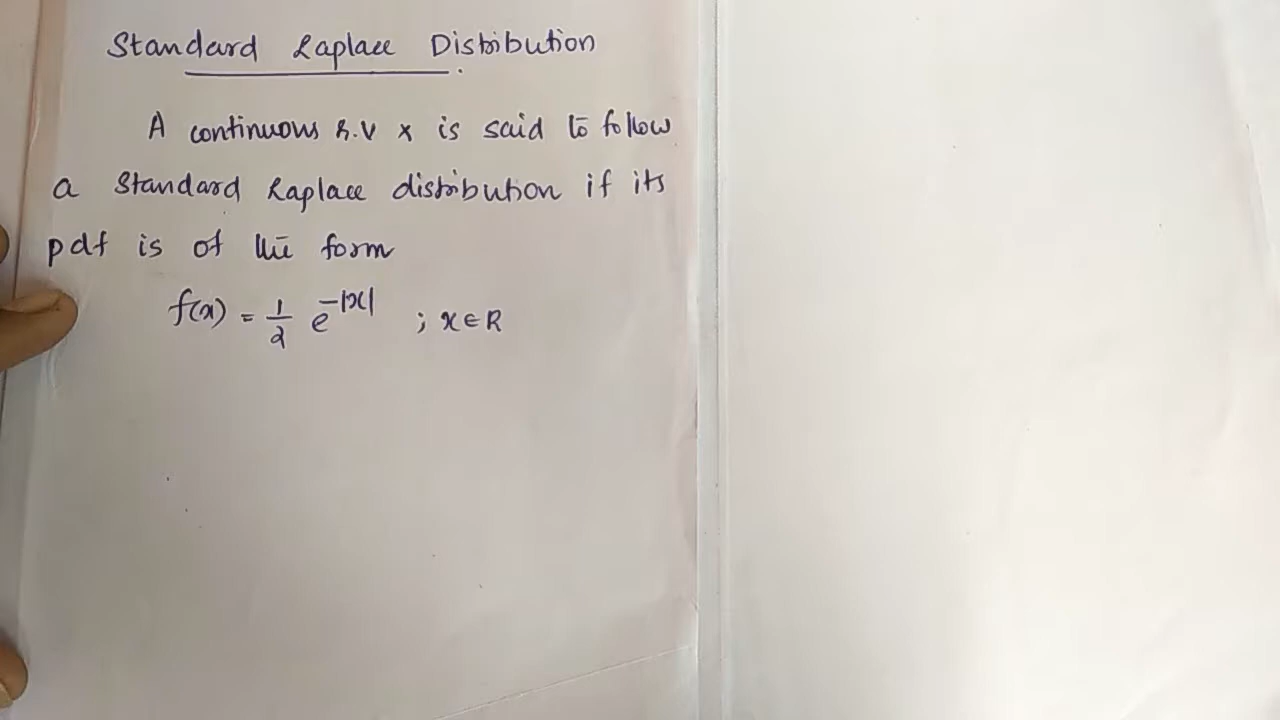 Standard Laplace Distribution
A continuous r.v x is said to follow
a standard Laplace distribution if its
pdf is of the form
f(x) = 1/2 e^{-|x|} ; x ∈ R